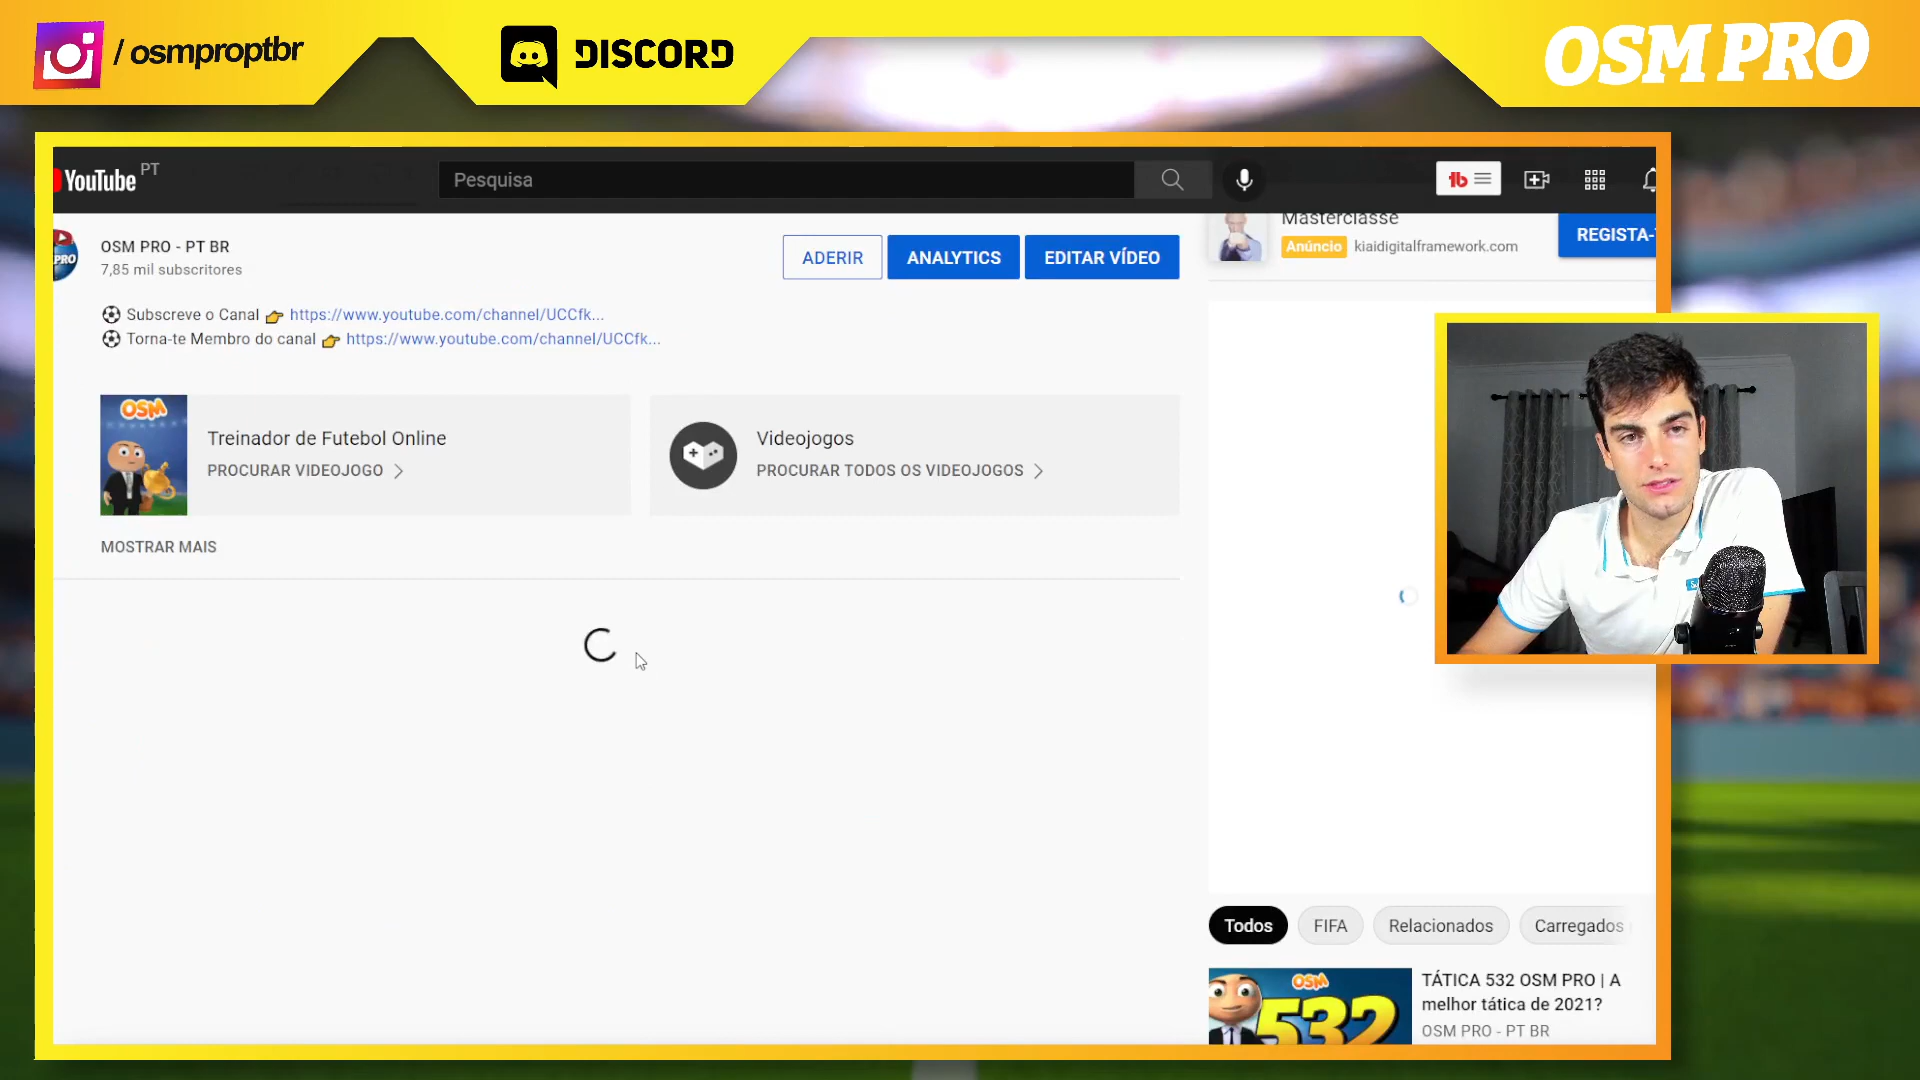 / osmproptbr
DISCORD
OSM PRO
YouTube PT
Pesquisa
tb
OSM PRO - PT BR
7,85 mil subscritores
PRO
ADERIR
ANALYTICS
EDITAR VÍDEO
Subscreve o Canal 👉 https://www.youtube.com/channel/UCCfk...
Torna-te Membro do canal 👉 https://www.youtube.com/channel/UCCfk...
OSM
Treinador de Futebol Online
PROCURAR VIDEOJOGO
Videojogos
PROCURAR TODOS OS VIDEOJOGOS
MOSTRAR MAIS
Masterclasse
Anúncio kiaidigitalframework.com
REGISTA-
Todos
FIFA
Relacionados
Carregados
OSM
532
TÁTICA 532 OSM PRO | A
melhor tática de 2021?
OSM PRO - PT BR